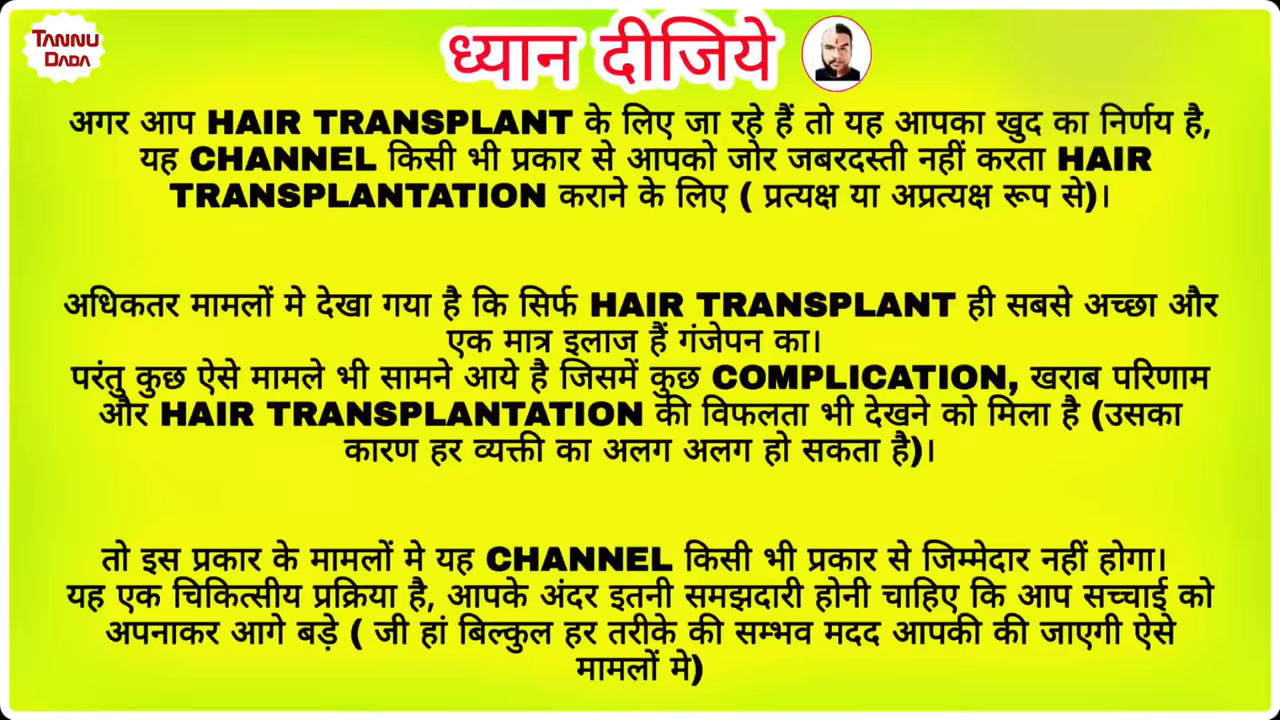 TANNU
DADA
ध्यान दीजिये
अगर आप HAIR TRANSPLANT के लिए जा रहे हैं तो यह आपका खुद का निर्णय है,
यह CHANNEL किसी भी प्रकार से आपको जोर जबरदस्ती नहीं करता HAIR
TRANSPLANTATION कराने के लिए ( प्रत्यक्ष या अप्रत्यक्ष रूप से)।
अधिकतर मामलों मे देखा गया है कि सिर्फ HAIR TRANSPLANT ही सबसे अच्छा और
एक मात्र इलाज हैं गंजेपन का।
परंतु कुछ ऐसे मामले भी सामने आये है जिसमें कुछ COMPLICATION, खराब परिणाम
और HAIR TRANSPLANTATION की विफलता भी देखने को मिला है (उसका
कारण हर व्यक्ती का अलग अलग हो सकता है)।
तो इस प्रकार के मामलों मे यह CHANNEL किसी भी प्रकार से जिम्मेदार नहीं होगा।
यह एक चिकित्सीय प्रक्रिया है, आपके अंदर इतनी समझदारी होनी चाहिए कि आप सच्चाई को
अपनाकर आगे बड़े ( जी हां बिल्कुल हर तरीके की सम्भव मदद आपकी की जाएगी ऐसे
मामलों मे)